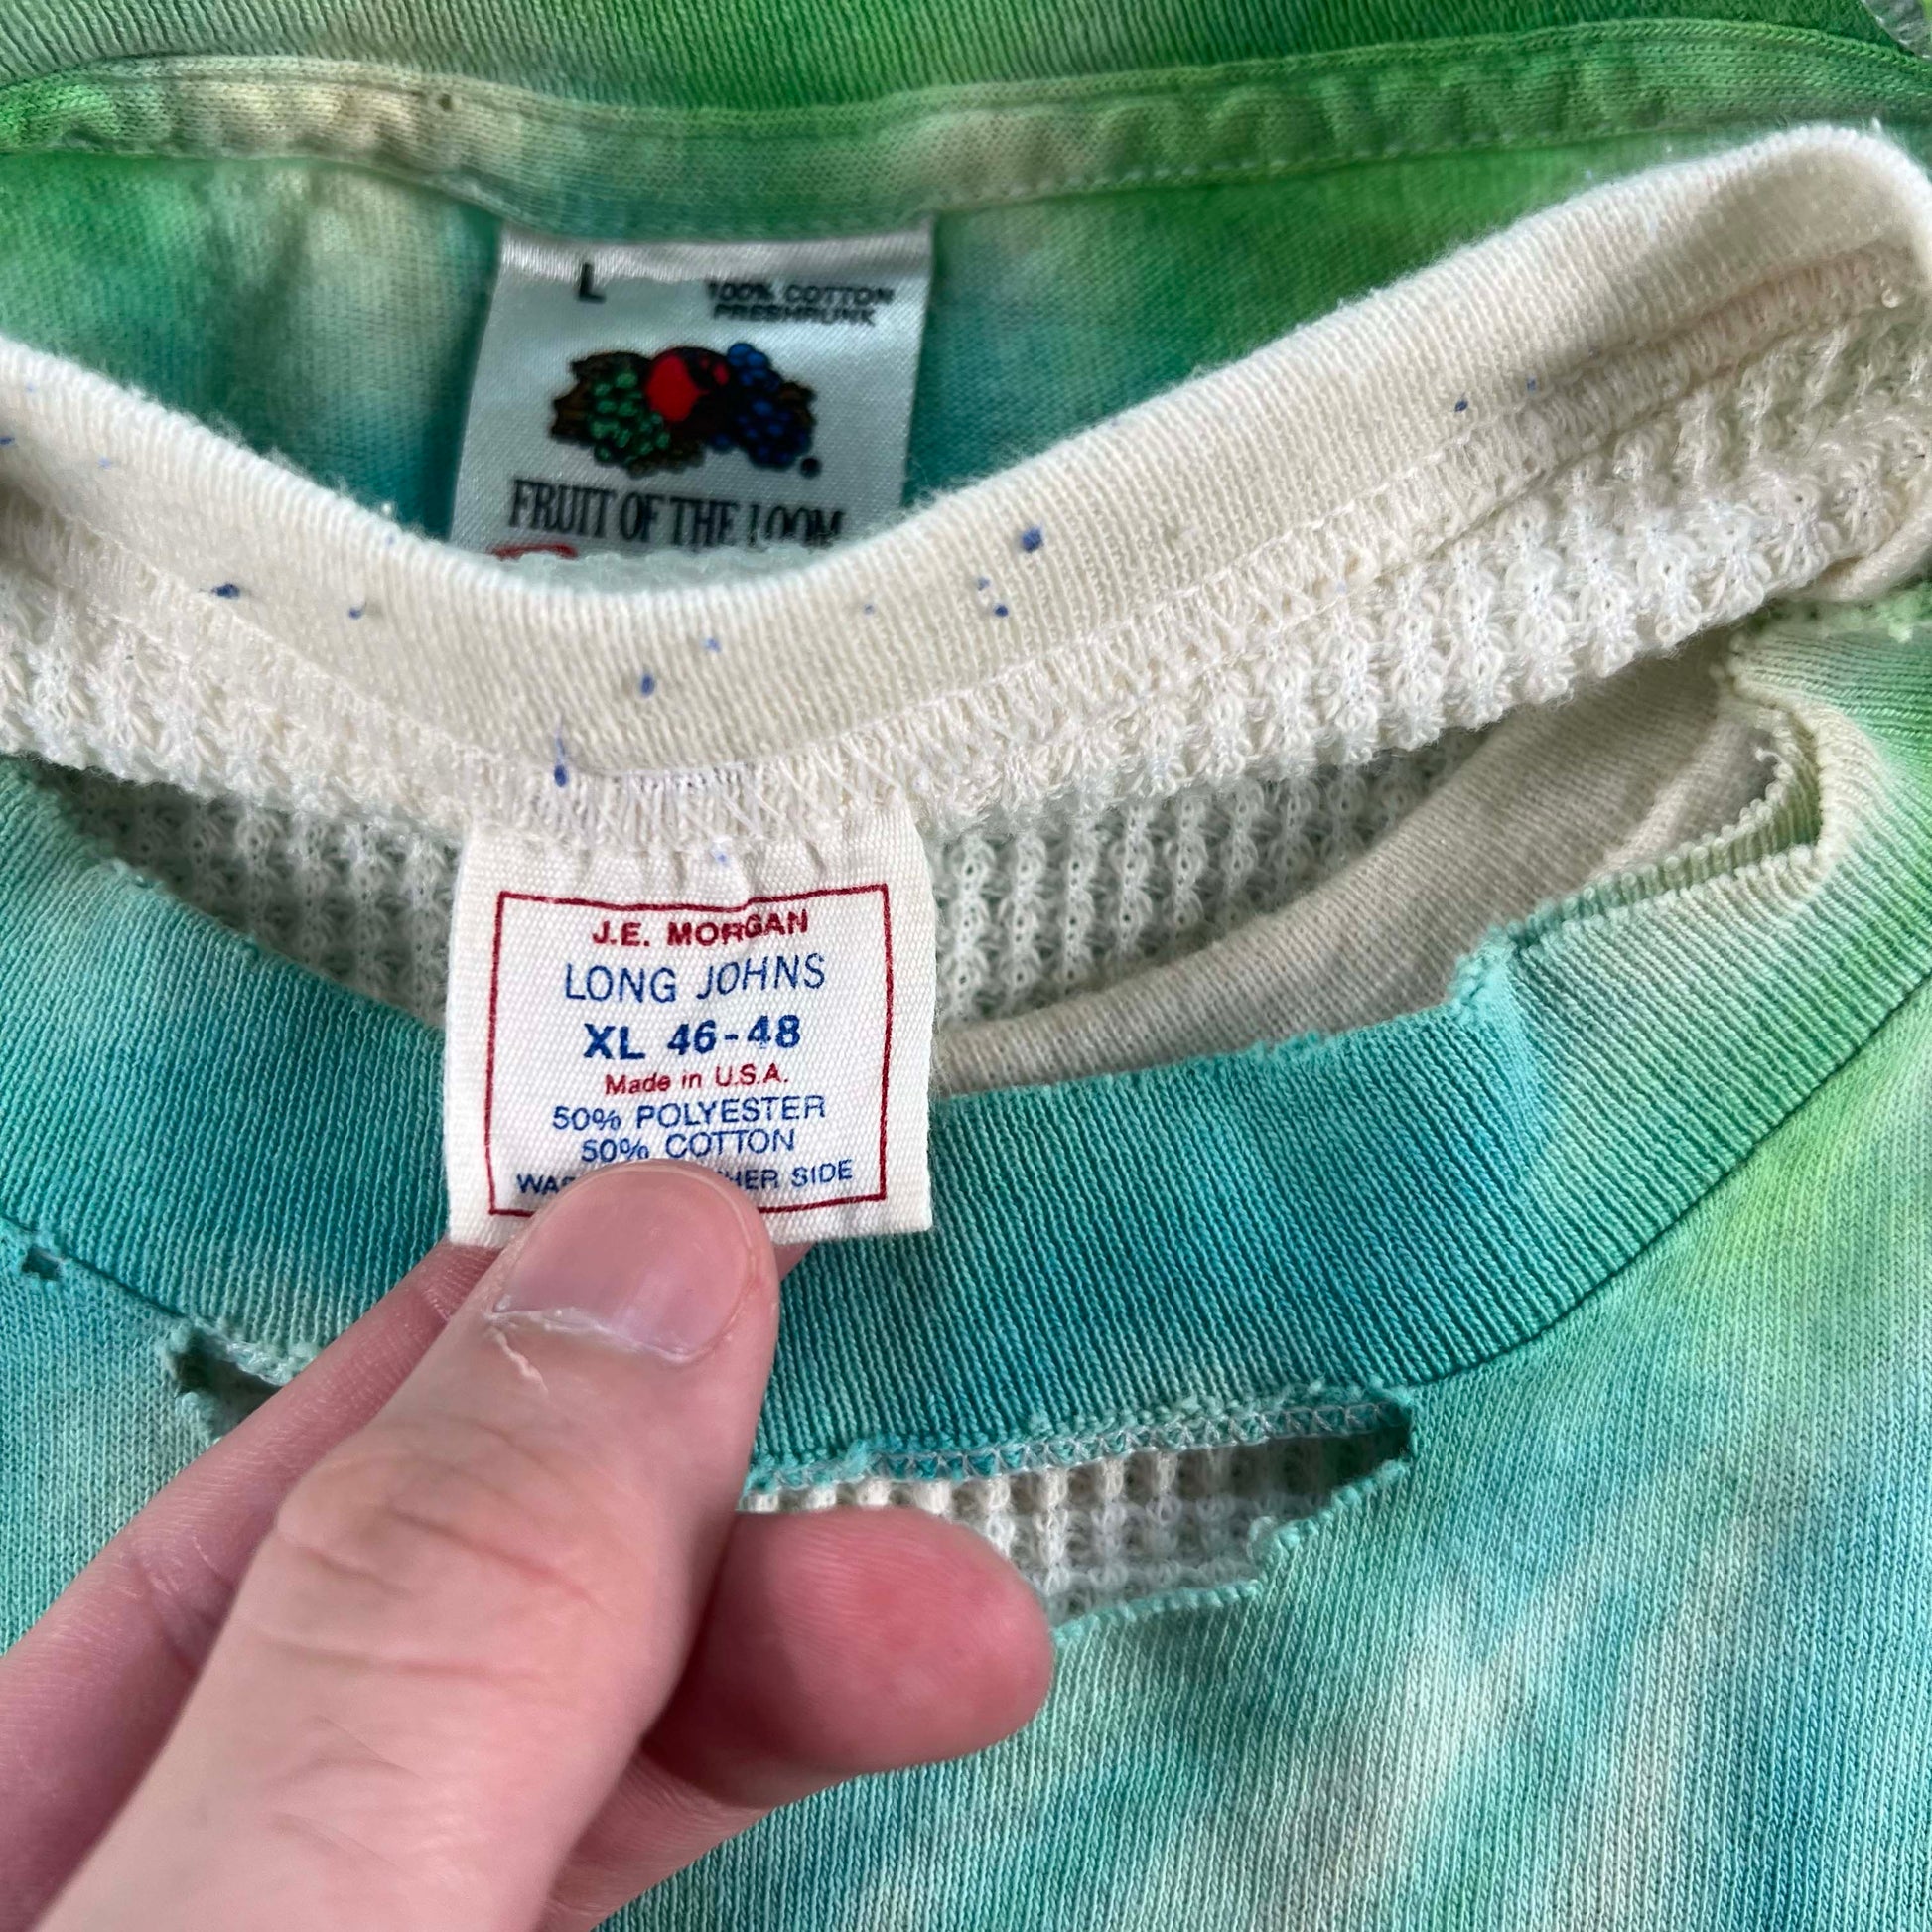 L
100% COTTON
PRESHRUNK
FRUIT OF THE LOOM
J.E. MORGAN
LONG JOHNS
XL 46-48
Made in U.S.A.
50% POLYESTER
50% COTTON
SIDE